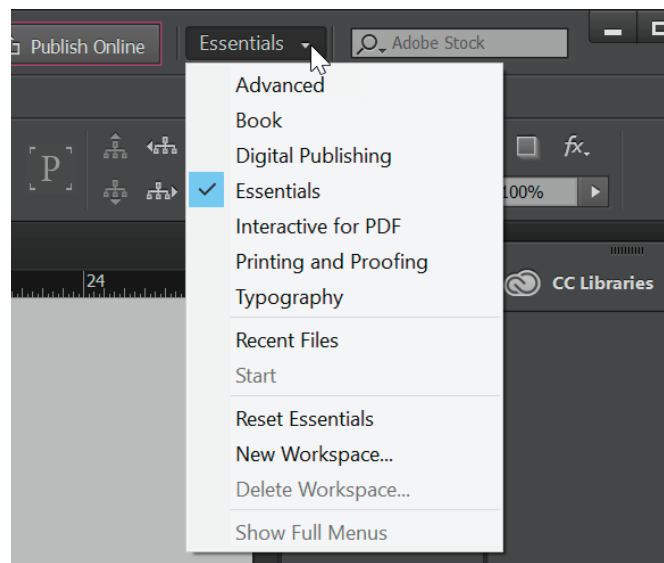 Publish Online
Essentials
Adobe Stock
Advanced
Book
Digital Publishing
Essentials
Interactive for PDF
Printing and Proofing
Typography
Recent Files
Start
Reset Essentials
New Workspace...
Delete Workspace...
Show Full Menus
P
fx.
100%
24
CC Libraries